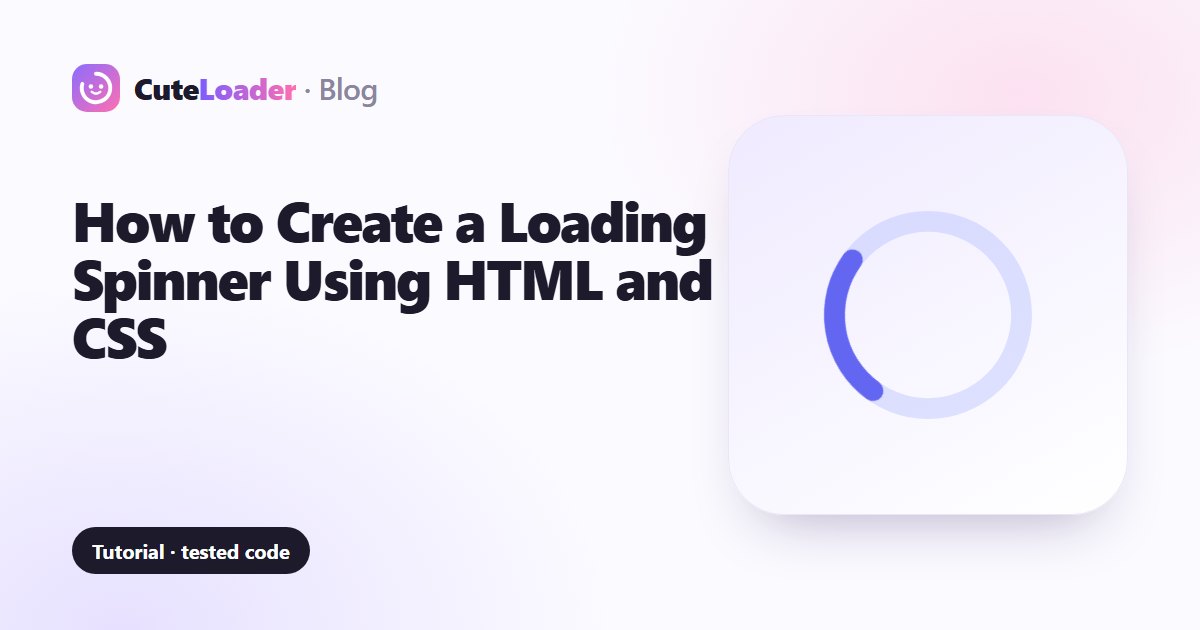 CuteLoader · Blog
How to Create a Loading
Spinner Using HTML and
CSS
Tutorial · tested code